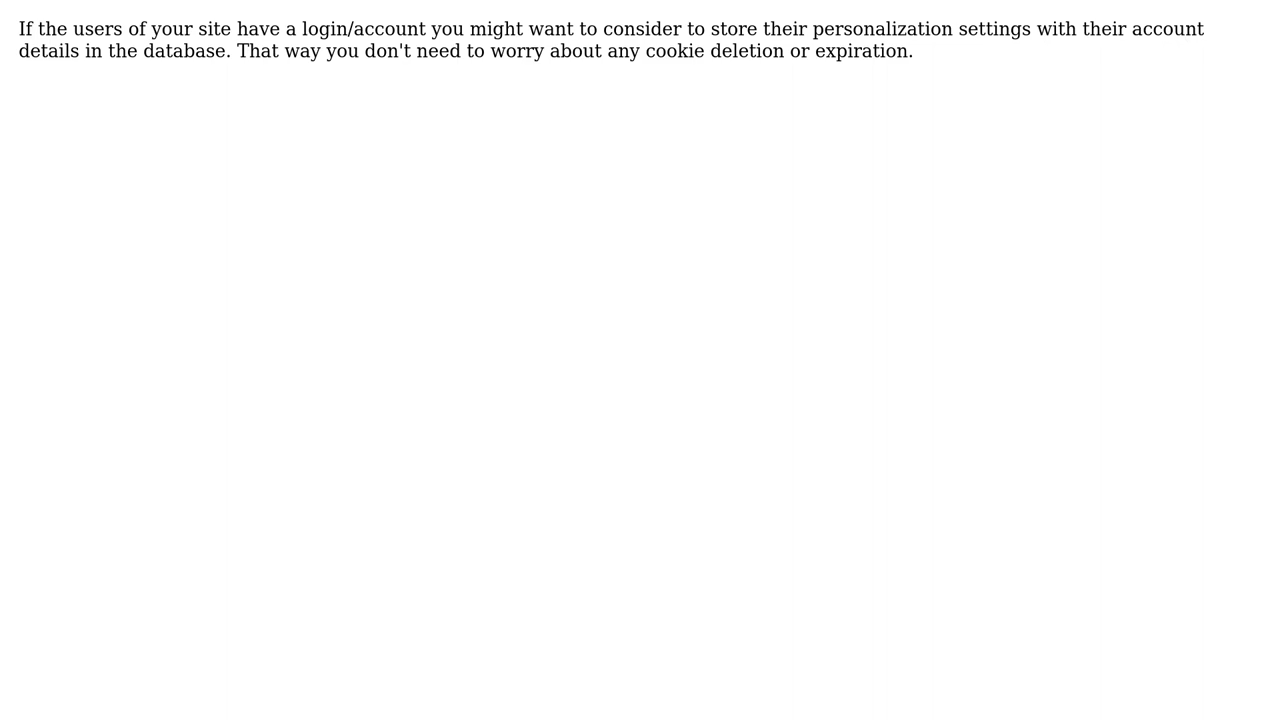 If the users of your site have a login/account you might want to consider to store their personalization settings with their account
details in the database. That way you don't need to worry about any cookie deletion or expiration.